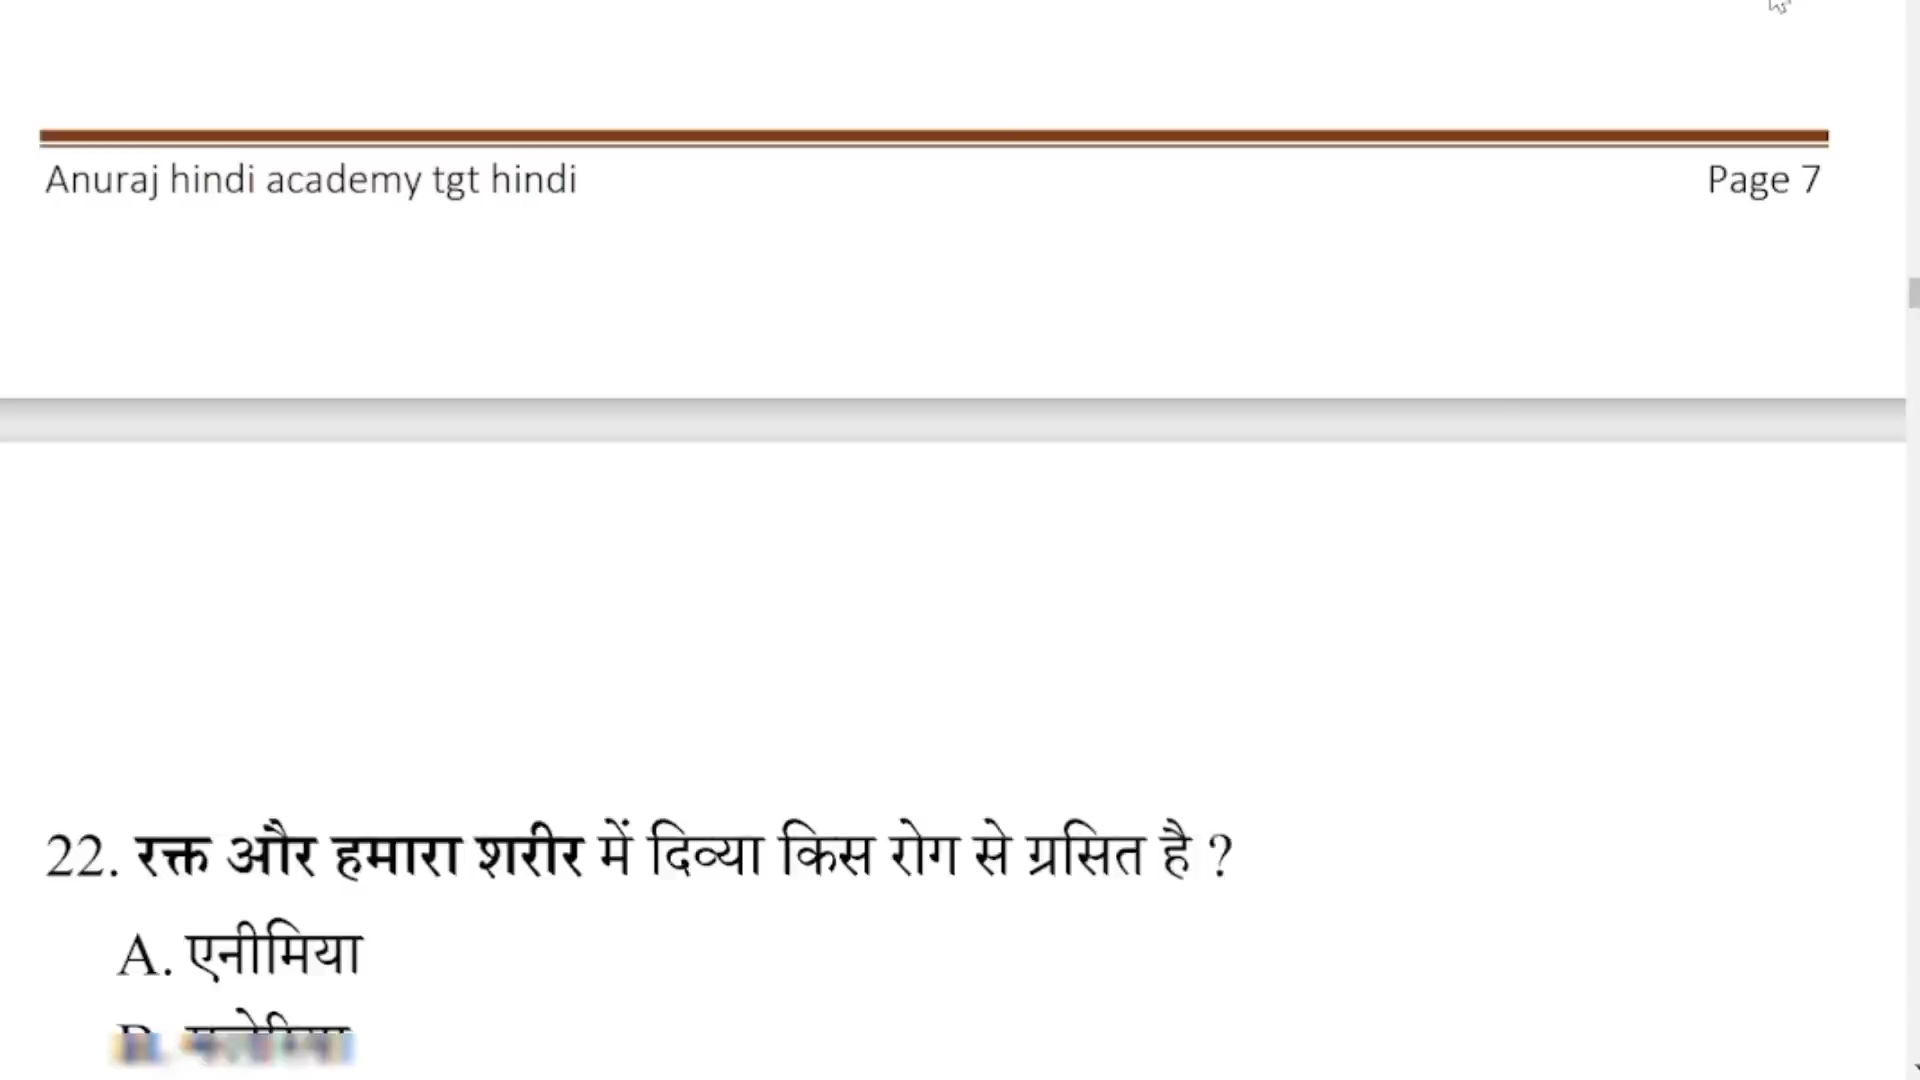 Anuraj hindi academy tgt hindi Page 7
22. रक्त और हमारा शरीर में दिव्या किस रोग से ग्रसित है ?
A. एनीमिया